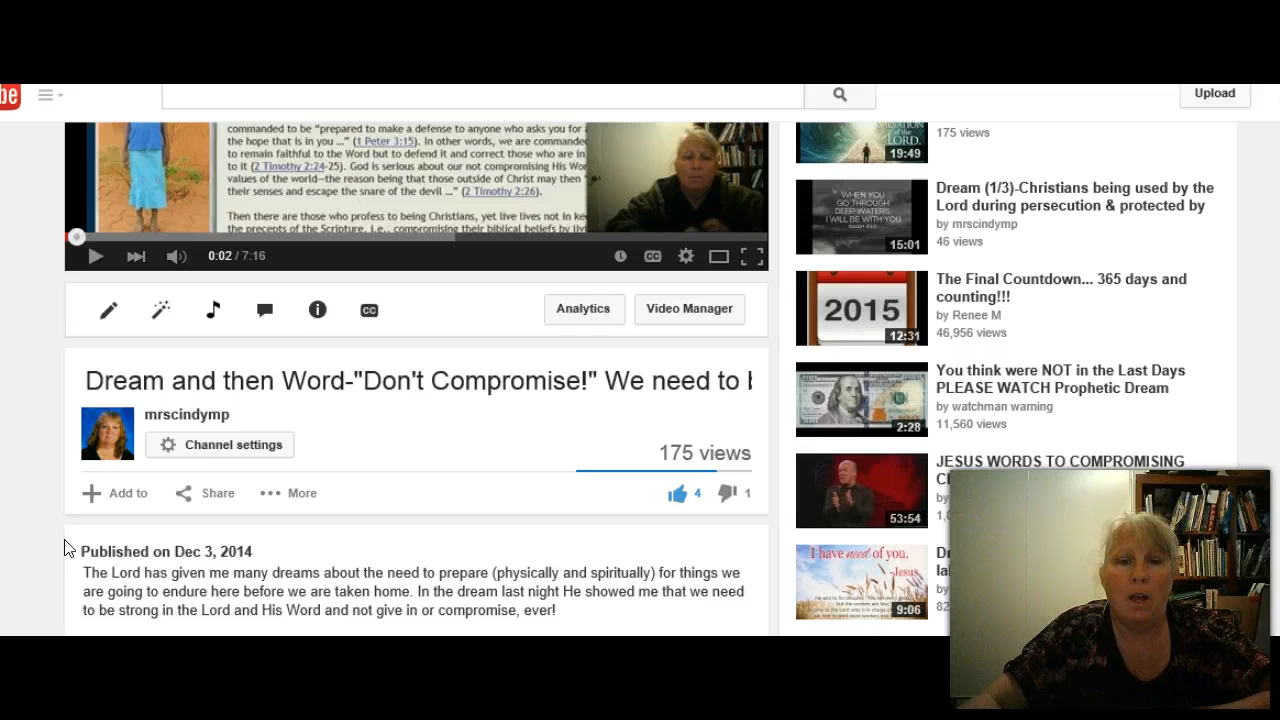 be
Upload
commanded to be "prepared to make a defense to anyone who asks you for
the hope that is in you ..." (1 Peter 3:15). In other words, we are commande
to remain faithful to the Word but to defend it and correct those who are in
to it (2 Timothy 2:24-25). God is serious about our not compromising His Wor
values of the world—the reason being that those outside of Christ may then "
their senses and escape the snare of the devil ..." (2 Timothy 2:26).
Then there are those who profess to being Christians, yet live lives not in ke
the precepts of the Scripture, i.e., compromising their biblical beliefs by livi
0:02 / 7:16
CC
CC
Analytics
Video Manager
Dream and then Word-"Don't Compromise!" We need to b
mrscindymp
Channel settings
175 views
Add to
Share
More
4
1
Published on Dec 3, 2014
The Lord has given me many dreams about the need to prepare (physically and spiritually) for things we
are going to endure here before we are taken home. In the dream last night He showed me that we need
to be strong in the Lord and His Word and not give in or compromise, ever!
SALVATION
of the
LORD.
19:49
175 views
WHEN YOU
GO THROUGH
DEEP WATERS,
I WILL BE WITH YOU.
15:01
Dream (1/3)-Christians being used by the
Lord during persecution & protected by
by mrscindymp
46 views
2015
12:31
The Final Countdown... 365 days and
counting!!!
by Renee M
46,956 views
2:28
You think were NOT in the Last Days
PLEASE WATCH Prophetic Dream
by watchman warning
11,560 views
53:54
JESUS WORDS TO COMPROMISING
by
I have need of you.
-Jesus
9:06
by
82